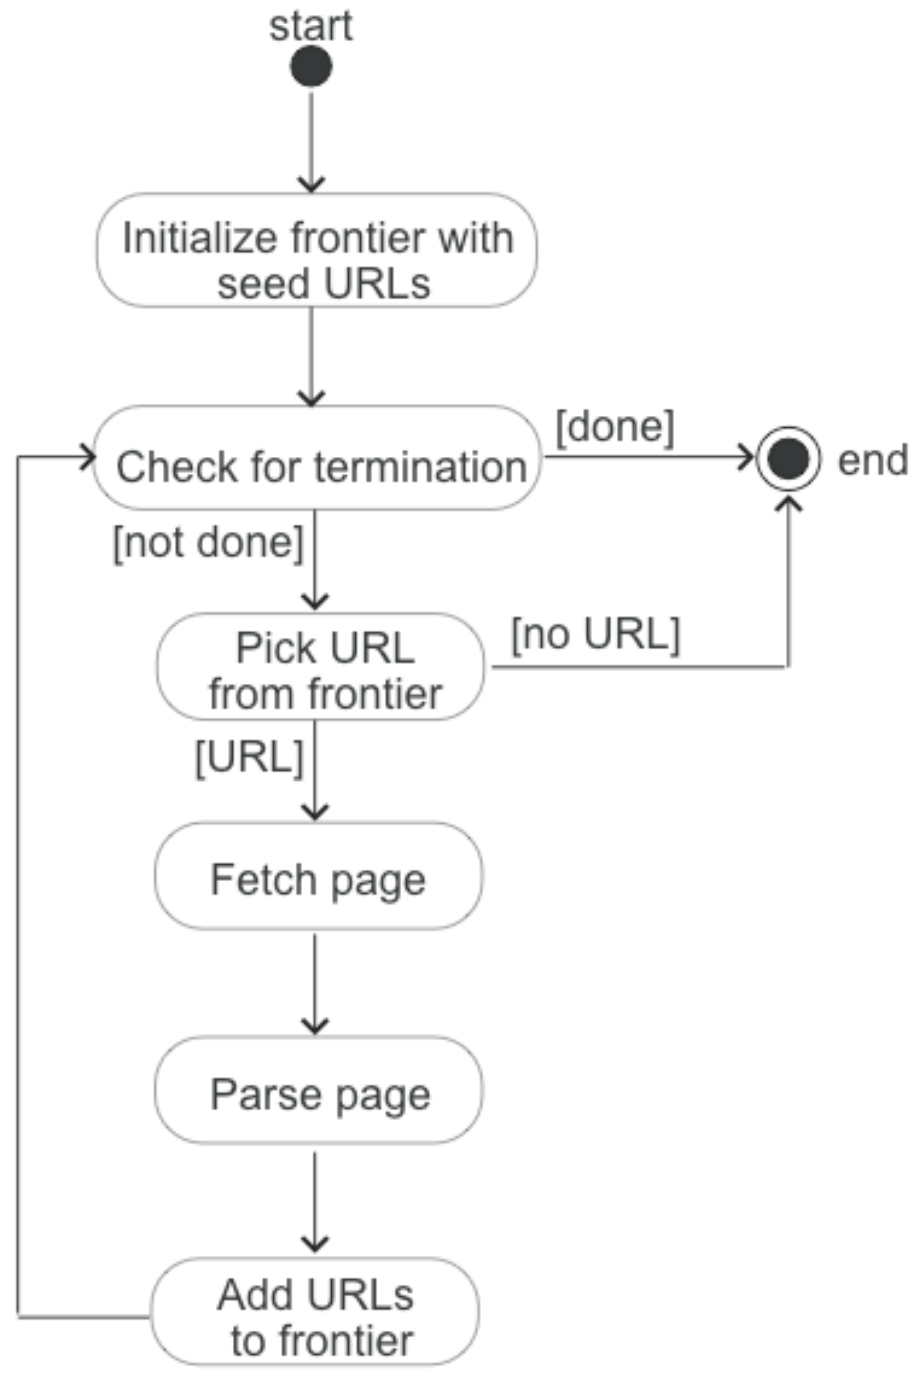 start
Initialize frontier with
seed URLs
[done]
Check for termination
end
[not done]
Pick URL
from frontier
[no URL]
[URL]
Fetch page
Parse page
Add URLs
to frontier